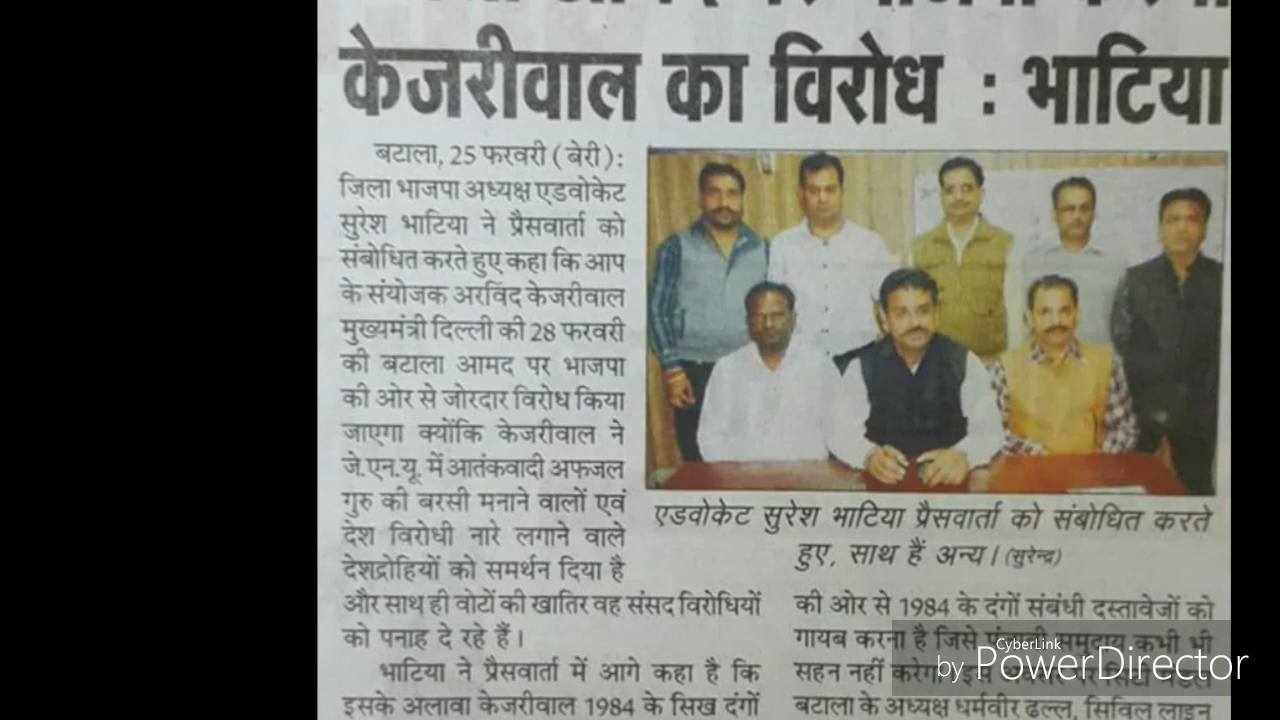 केजरीवाल का विरोध : भाटिया
बटाला, 25 फरवरी (बेरी) :
जिला भाजपा अध्यक्ष एडवोकेट
सुरेश भाटिया ने प्रैसवार्ता को
संबोधित करते हुए कहा कि आप
के संयोजक अरविंद केजरीवाल
मुख्यमंत्री दिल्ली की 28 फरवरी
की बटाला आमद पर भाजपा
की ओर से जोरदार विरोध किया
जाएगा क्योंकि केजरीवाल ने
जे.एन.यू. में आतंकवादी अफजल
गुरु की बरसी मनाने वालों एवं
देश विरोधी नारे लगाने वाले
देशद्रोहियों को समर्थन दिया है
और साथ ही वोटों की खातिर वह संसद विरोधियों
को पनाह दे रहे हैं।
भाटिया ने प्रैसवार्ता में आगे कहा है कि
इसके अलावा केजरीवाल 1984 के सिख दंगों
एडवोकेट सुरेश भाटिया प्रैसवार्ता को संबोधित करते
हुए, साथ हैं अन्य। (सुरेन्द्र)
की ओर से 1984 के दंगों संबंधी दस्तावेजों को
गायब करना है जिसे पंजाबी समुदाय कभी भी
सहन नहीं करेगा
बटाला के अध्यक्ष धर्मवीर ढल्ल, सिविल लाइन
CyberLink
by PowerDirector